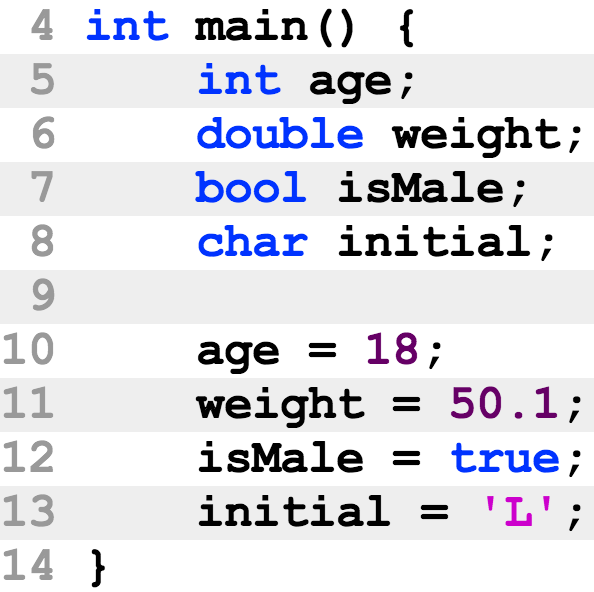 4 int main() {
5     int age;
6     double weight;
7     bool isMale;
8     char initial;
9
10     age = 18;
11     weight = 50.1;
12     isMale = true;
13     initial = 'L';
14 }